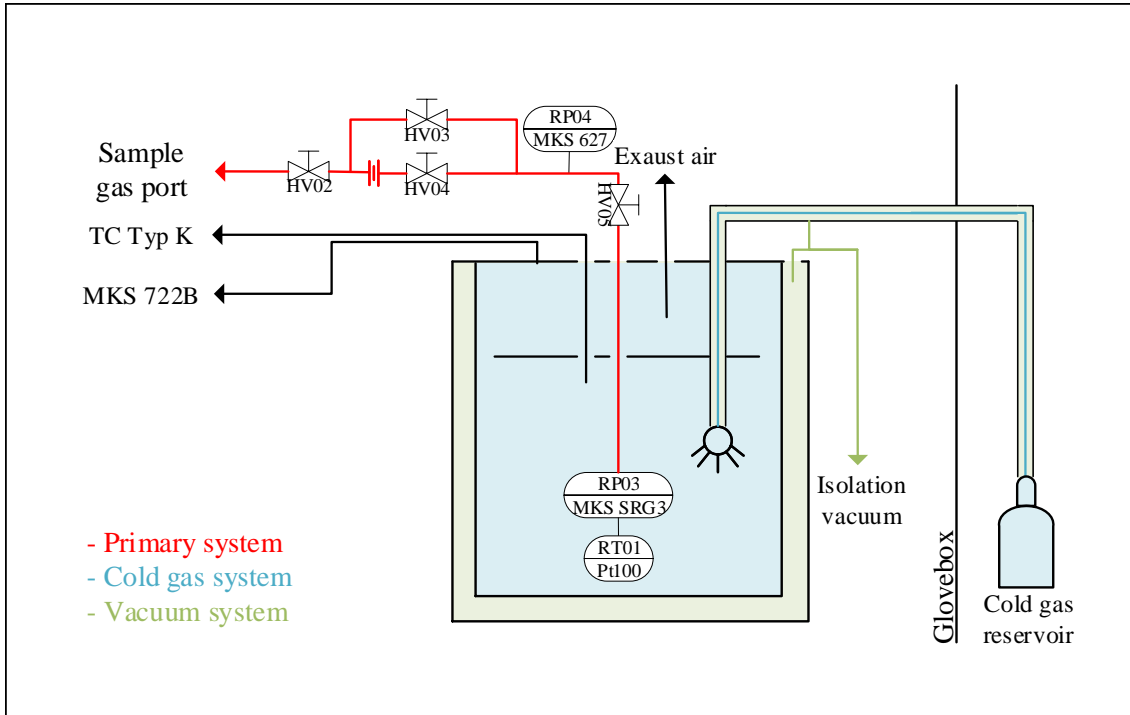 RP04
MKS 627
HV03
Exaust air
Sample
gas port
HV02
HV04
HV05
TC Typ K
MKS 722B
RP03
MKS SRG3
RT01
Pt100
Isolation
vacuum
- Primary system
- Cold gas system
- Vacuum system
Glovebox
Cold gas
reservoir